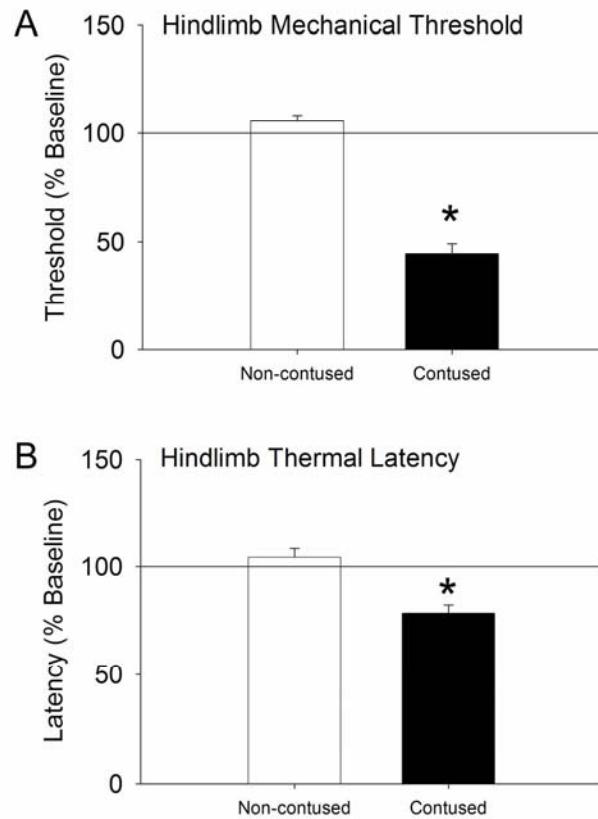 A
Hindlimb Mechanical Threshold
Threshold (% Baseline)
150
100
50
0
*
Non-contused
Contused
B
Hindlimb Thermal Latency
Latency (% Baseline)
150
100
50
0
*
Non-contused
Contused